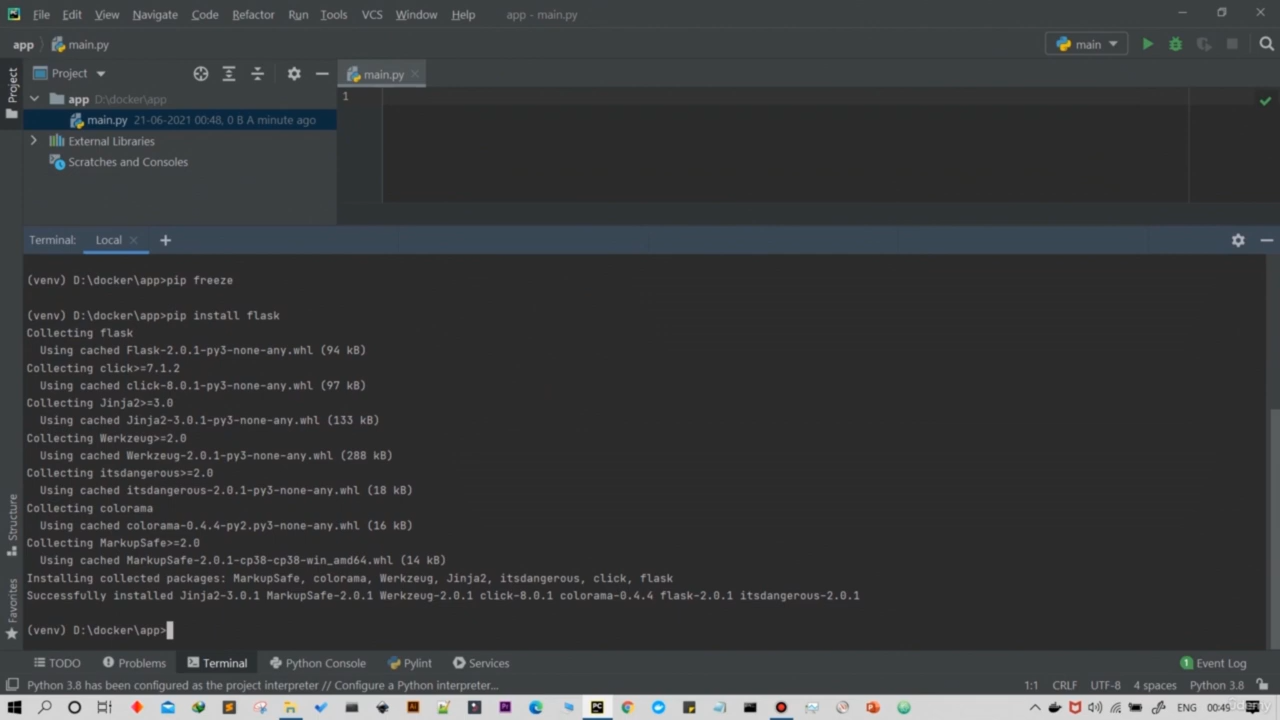 File Edit View Navigate Code Refactor Run Tools VCS Window Help app - main.py
app main.py main
Project
Project main.py
app D:\docker\app
1
main.py 21-06-2021 00:48, 0 B A minute ago
External Libraries
Scratches and Consoles
Terminal: Local
(venv) D:\docker\app>pip freeze
(venv) D:\docker\app>pip install flask
Collecting flask
Using cached Flask-2.0.1-py3-none-any.whl (94 kB)
Collecting click>=7.1.2
Using cached click-8.0.1-py3-none-any.whl (97 kB)
Collecting Jinja2>=3.0
Using cached Jinja2-3.0.1-py3-none-any.whl (133 kB)
Collecting Werkzeug>=2.0
Using cached Werkzeug-2.0.1-py3-none-any.whl (288 kB)
Collecting itsdangerous>=2.0
Using cached itsdangerous-2.0.1-py3-none-any.whl (18 kB)
Collecting colorama
Using cached colorama-0.4.4-py2.py3-none-any.whl (16 kB)
Collecting MarkupSafe>=2.0
Using cached MarkupSafe-2.0.1-cp38-cp38-win_amd64.whl (14 kB)
Installing collected packages: MarkupSafe, colorama, Werkzeug, Jinja2, itsdangerous, click, flask
Successfully installed Jinja2-3.0.1 MarkupSafe-2.0.1 Werkzeug-2.0.1 click-8.0.1 colorama-0.4.4 flask-2.0.1 itsdangerous-2.0.1
(venv) D:\docker\app>
Structure
Favorites
TODO Problems Terminal Python Console Pylint Services 1 Event Log
Python 3.8 has been configured as the project interpreter // Configure a Python interpreter... 1:1 CRLF UTF-8 4 spaces Python 3.8
ENG 00:49
Udemy